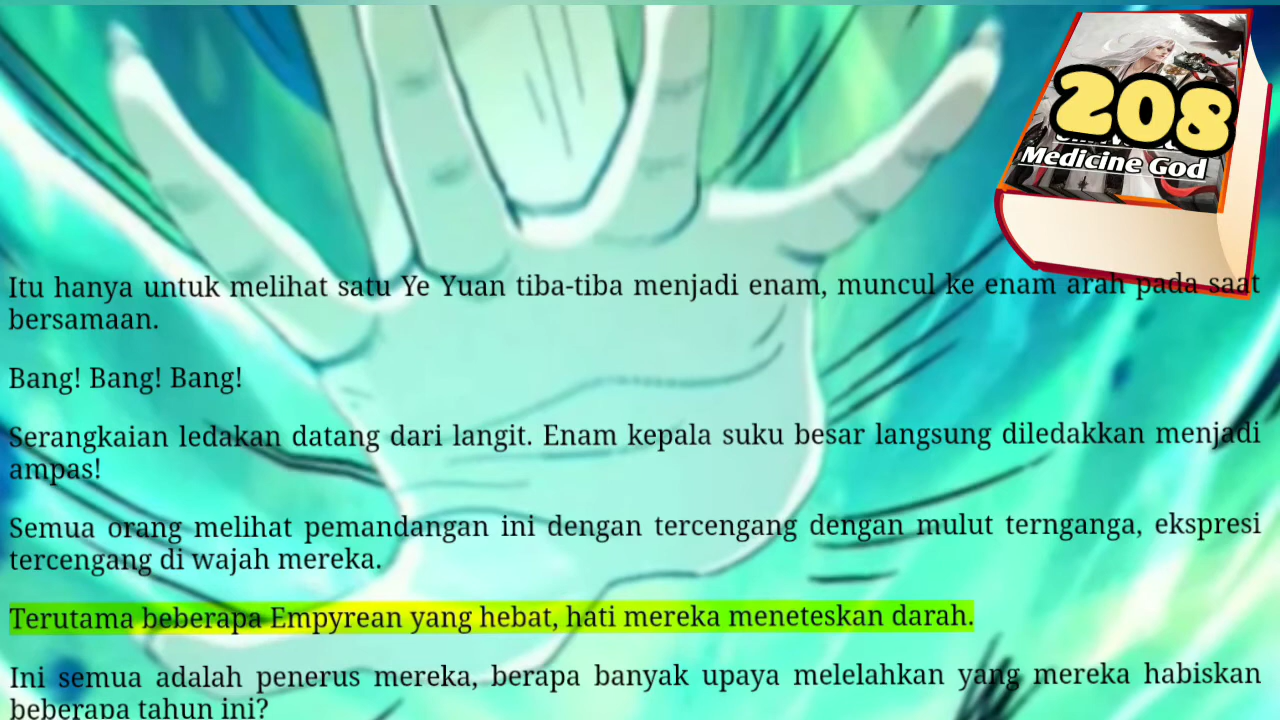 208
Medicine God
Itu hanya untuk melihat satu Ye Yuan tiba-tiba menjadi enam, muncul ke enam arah pada saat
bersamaan.
Bang! Bang! Bang!
Serangkaian ledakan datang dari langit. Enam kepala suku besar langsung diledakkan menjadi
ampas!
Semua orang melihat pemandangan ini dengan tercengang dengan mulut ternganga, ekspresi
tercengang di wajah mereka.
Terutama beberapa Empyrean yang hebat, hati mereka meneteskan darah.
Ini semua adalah penerus mereka, berapa banyak upaya melelahkan yang mereka habiskan
beberapa tahun ini?